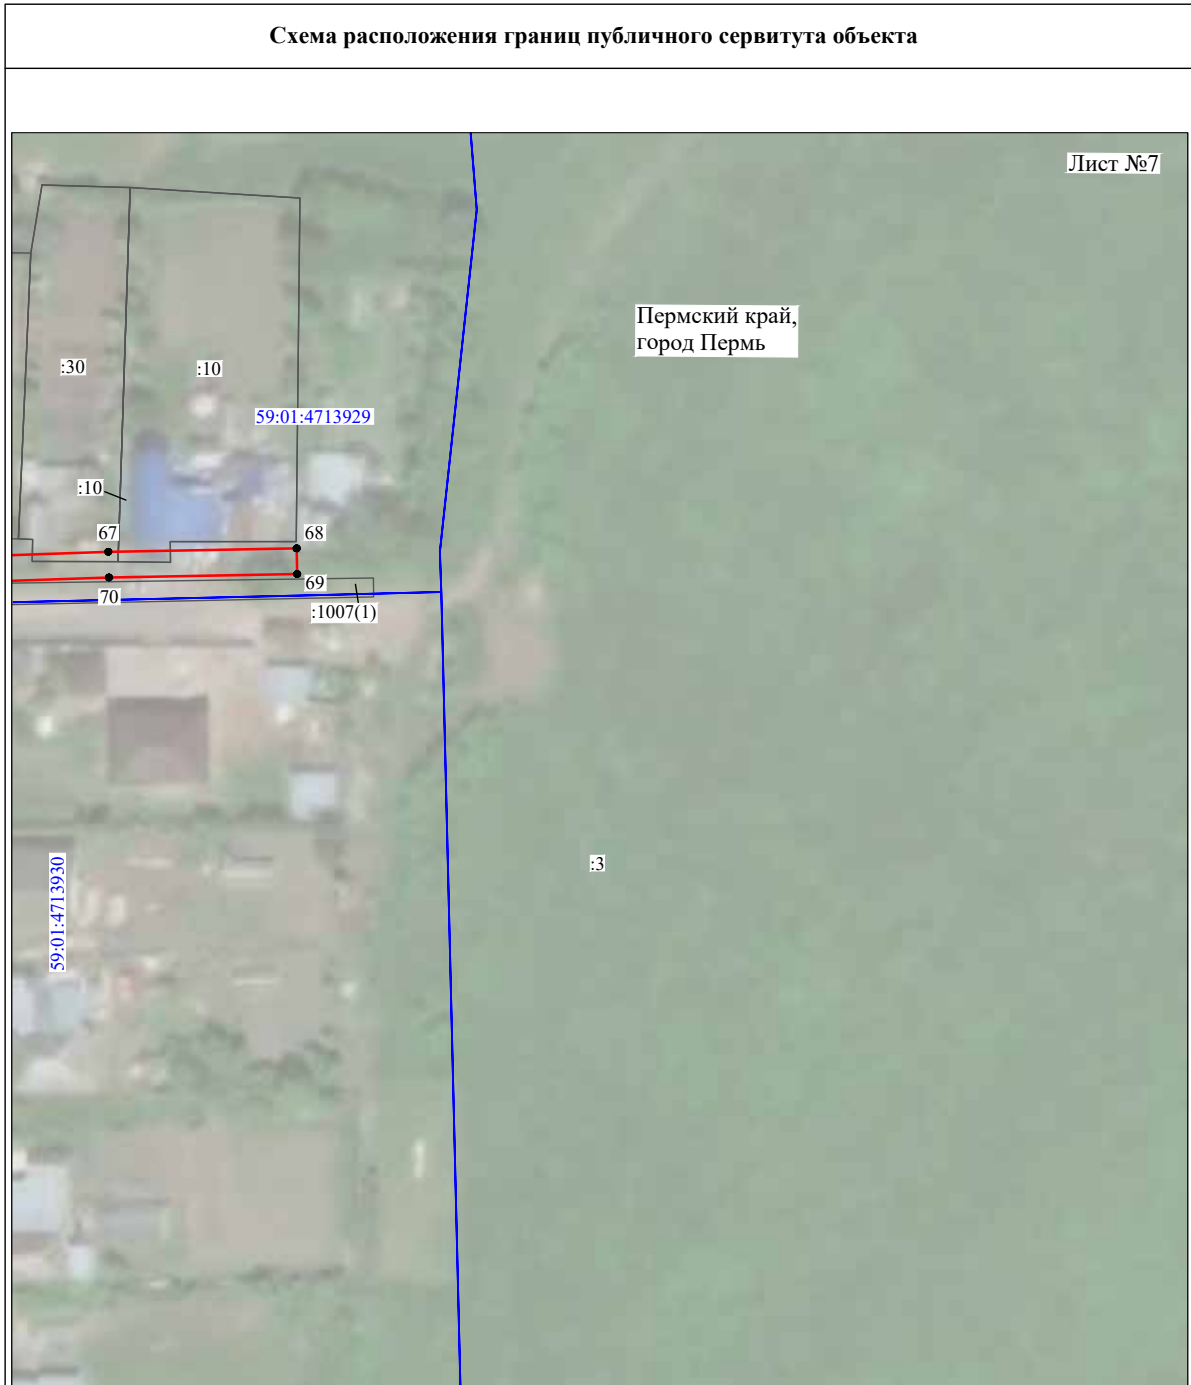 Схема расположения границ публичного сервитута объекта
Лист №7
Пермский край,
город Пермь
:30
:10
59:01:4713929
:10
67
68
69
70
:1007(1)
:3
59:01:4713930